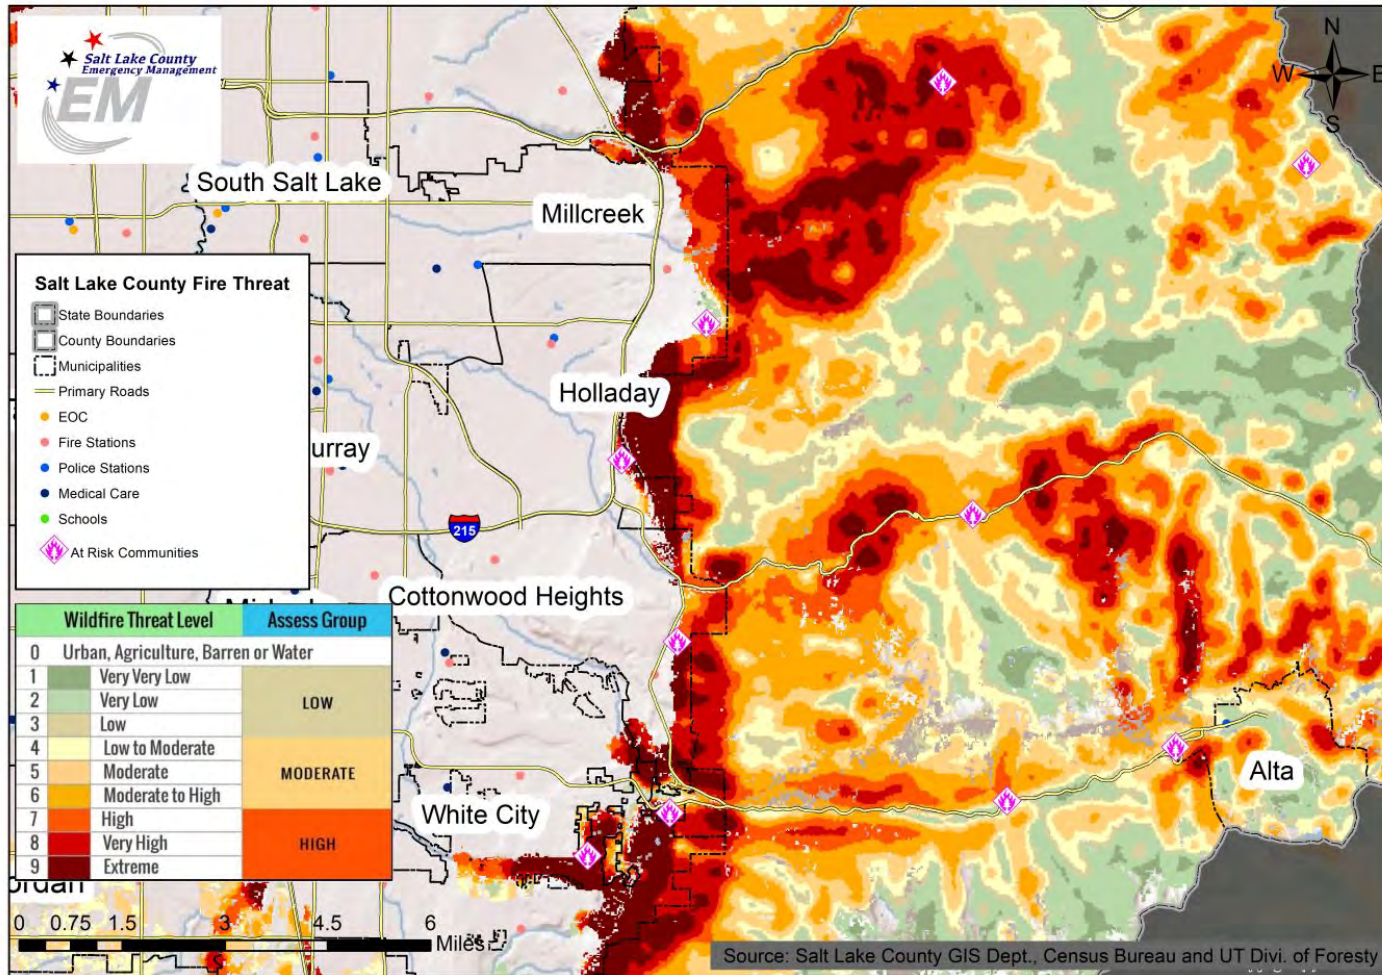 Salt Lake County
Emergency Management
EM
N
W E
S
South Salt Lake
Millcreek
Holladay
urray
215
Cottonwood Heights
White City
Alta
ordan
Salt Lake County Fire Threat
State Boundaries
County Boundaries
Municipalities
Primary Roads
EOC
Fire Stations
Police Stations
Medical Care
Schools
At Risk Communities
Wildfire Threat Level Assess Group
0 Urban, Agriculture, Barren or Water
1 Very Very Low
2 Very Low
3 Low
LOW
4 Low to Moderate
5 Moderate
6 Moderate to High
MODERATE
7 High
8 Very High
9 Extreme
HIGH
0 0.75 1.5 3 4.5 6
Miles
Source: Salt Lake County GIS Dept., Census Bureau and UT Divi. of Foresty